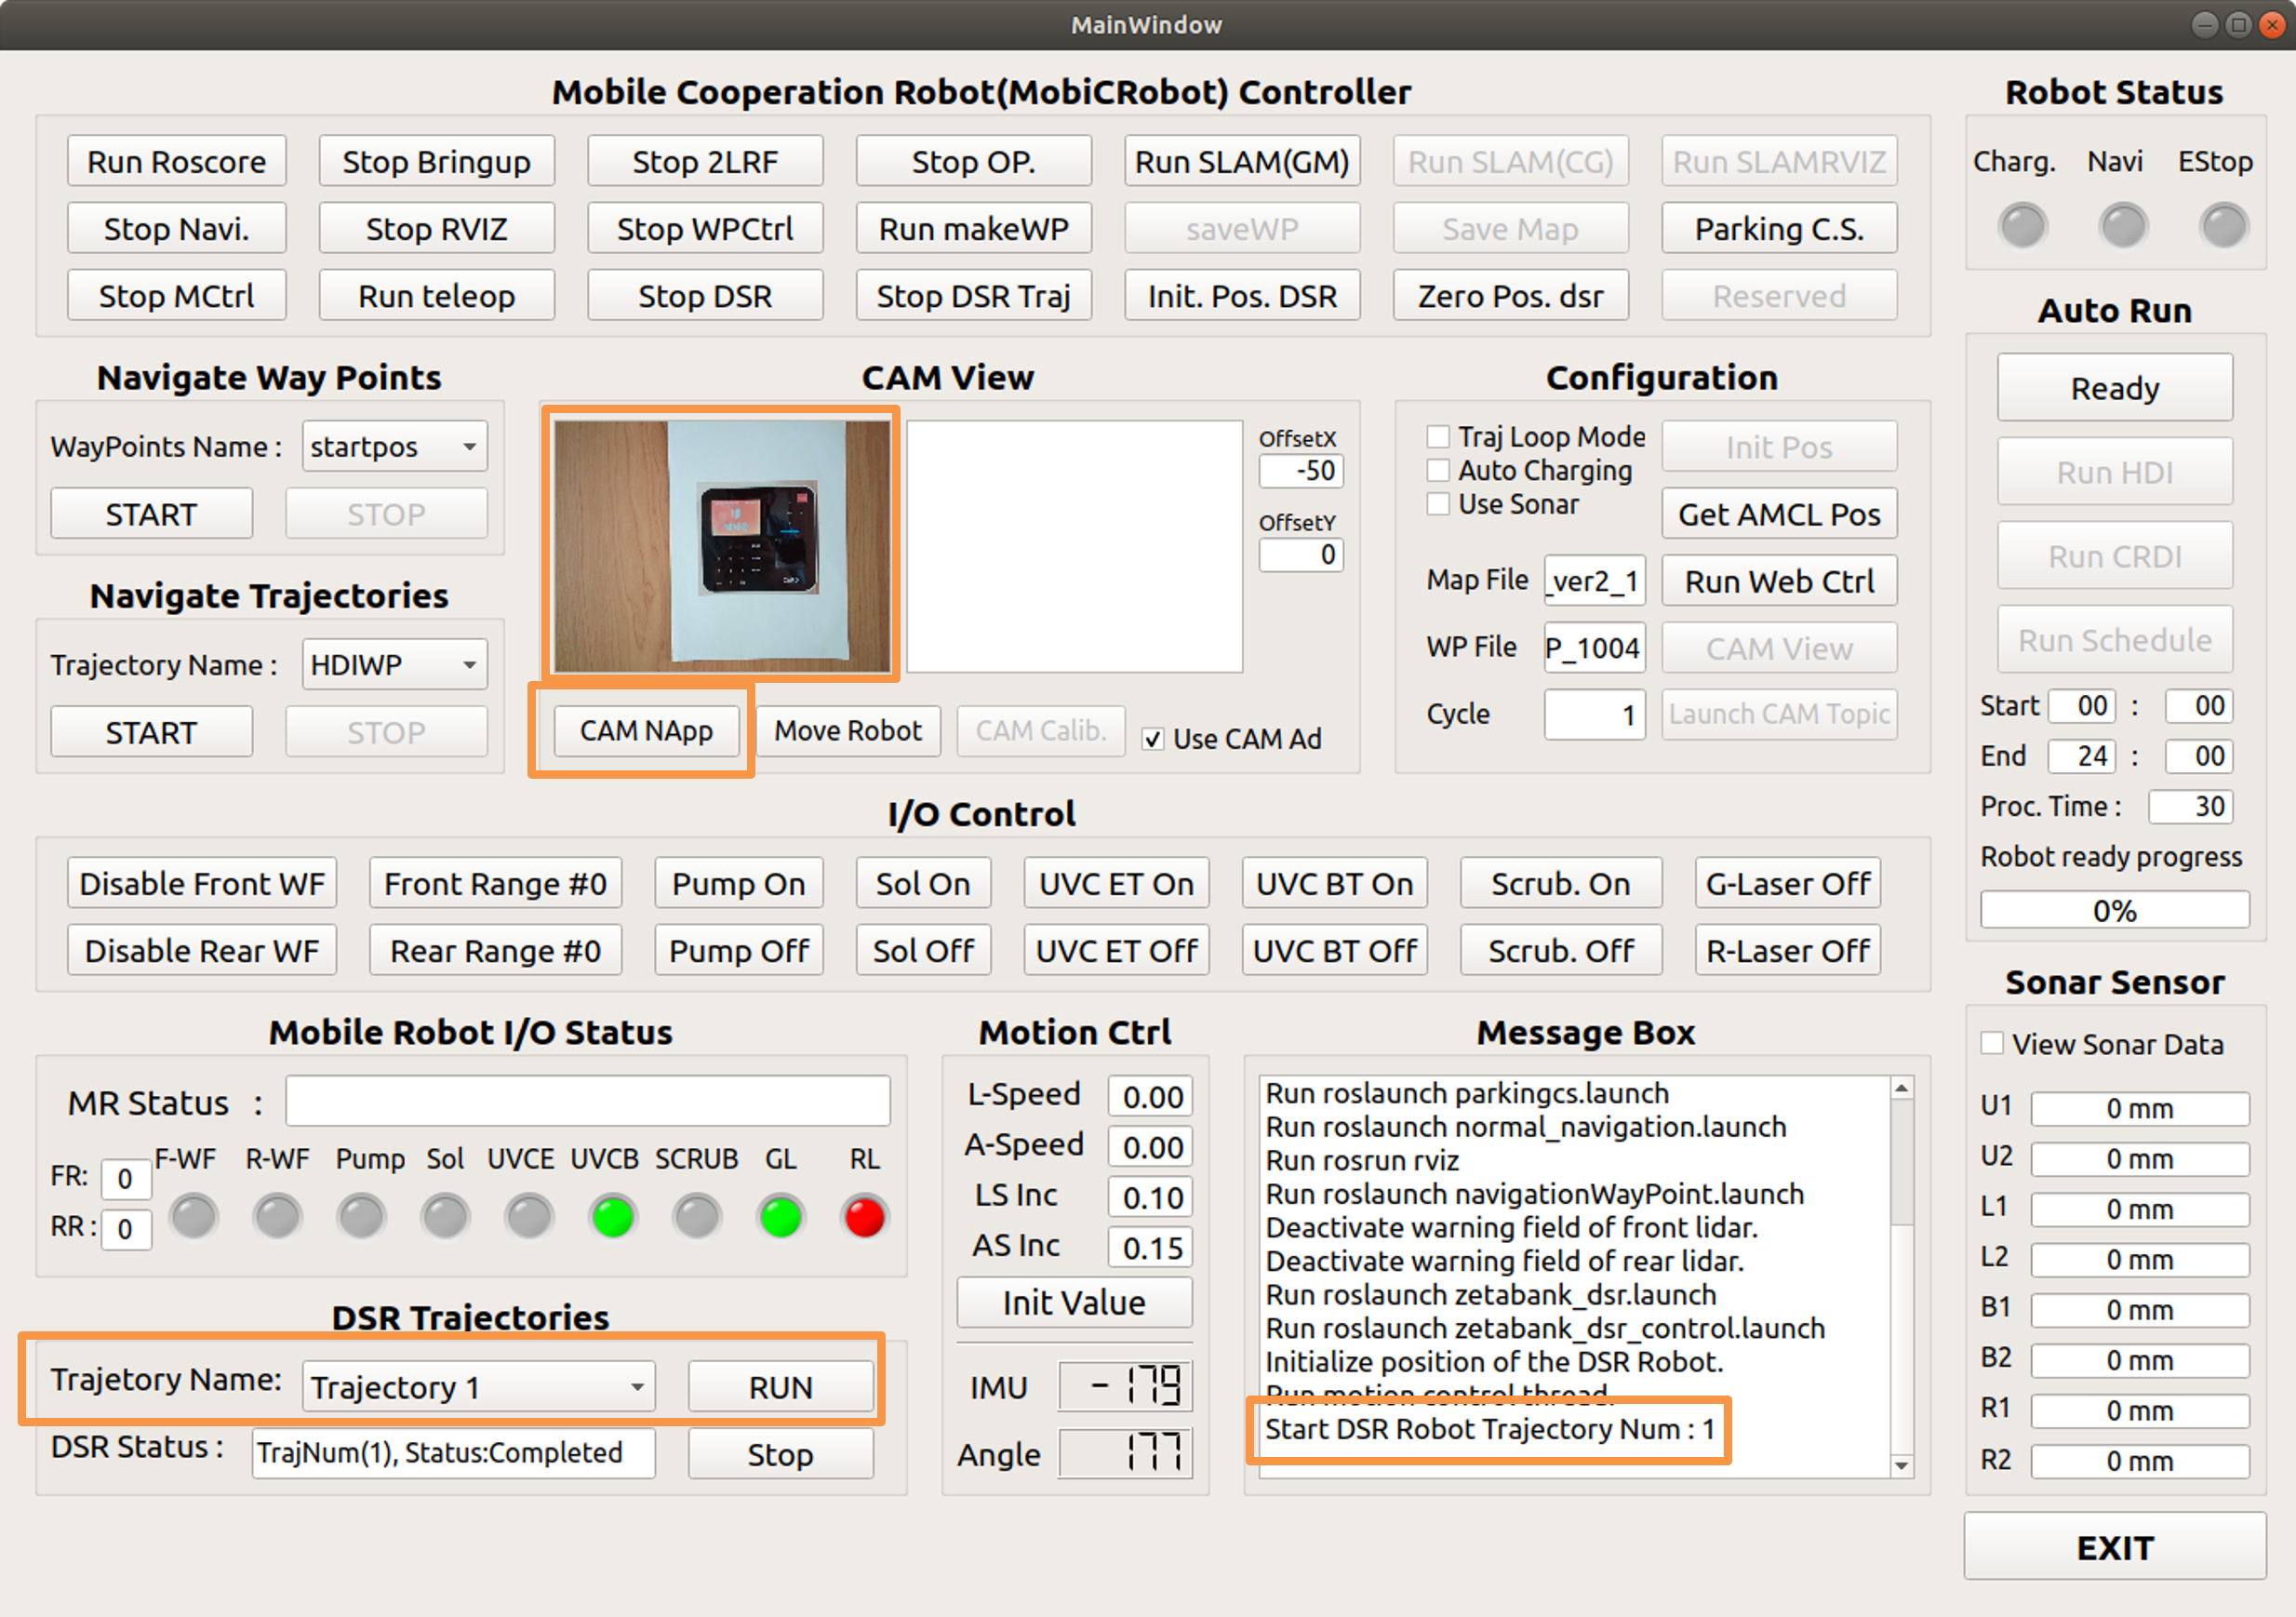 MainWindow
Mobile Cooperation Robot(MobiCRobot) Controller
Run Roscore Stop Bringup Stop 2LRF Stop OP. Run SLAM(GM) Run SLAM(CG) Run SLAMRVIZ
Stop Navi. Stop RVIZ Stop WPCtrl Run makeWP saveWP Save Map Parking C.S.
Stop MCtrl Run teleop Stop DSR Stop DSR Traj Init. Pos. DSR Zero Pos. dsr Reserved
Robot Status
Charg. Navi EStop
Navigate Way Points
WayPoints Name : startpos
START STOP
Navigate Trajectories
Trajectory Name : HDIWP
START STOP
CAM View
OffsetX
-50
OffsetY
0
CAM NApp Move Robot CAM Calib. Use CAM Ad
Configuration
Traj Loop Mode Init Pos
Auto Charging
Use Sonar Get AMCL Pos
Map File _ver2_1 Run Web Ctrl
WP File P_1004 CAM View
Cycle 1 Launch CAM Topic
Auto Run
Ready
Run HDI
Run CRDI
Run Schedule
Start 00 : 00
End 24 : 00
Proc. Time : 30
Robot ready progress
0%
I/O Control
Disable Front WF Front Range #0 Pump On Sol On UVC ET On UVC BT On Scrub. On G-Laser Off
Disable Rear WF Rear Range #0 Pump Off Sol Off UVC ET Off UVC BT Off Scrub. Off R-Laser Off
Mobile Robot I/O Status
MR Status :
F-WF R-WF Pump Sol UVCE UVCB SCRUB GL RL
FR: 0
RR : 0
DSR Trajectories
Trajetory Name: Trajectory 1 RUN
DSR Status : TrajNum(1), Status:Completed Stop
Motion Ctrl
L-Speed 0.00
A-Speed 0.00
LS Inc 0.10
AS Inc 0.15
Init Value
IMU -179
Angle 177
Message Box
Run roslaunch parkingcs.launch
Run roslaunch normal_navigation.launch
Run rosrun rviz
Run roslaunch navigationWayPoint.launch
Deactivate warning field of front lidar.
Deactivate warning field of rear lidar.
Run roslaunch zetabank_dsr.launch
Run roslaunch zetabank_dsr_control.launch
Initialize position of the DSR Robot.
Run motion control thread.
Start DSR Robot Trajectory Num : 1
Sonar Sensor
View Sonar Data
U1 0 mm
U2 0 mm
L1 0 mm
L2 0 mm
B1 0 mm
B2 0 mm
R1 0 mm
R2 0 mm
EXIT